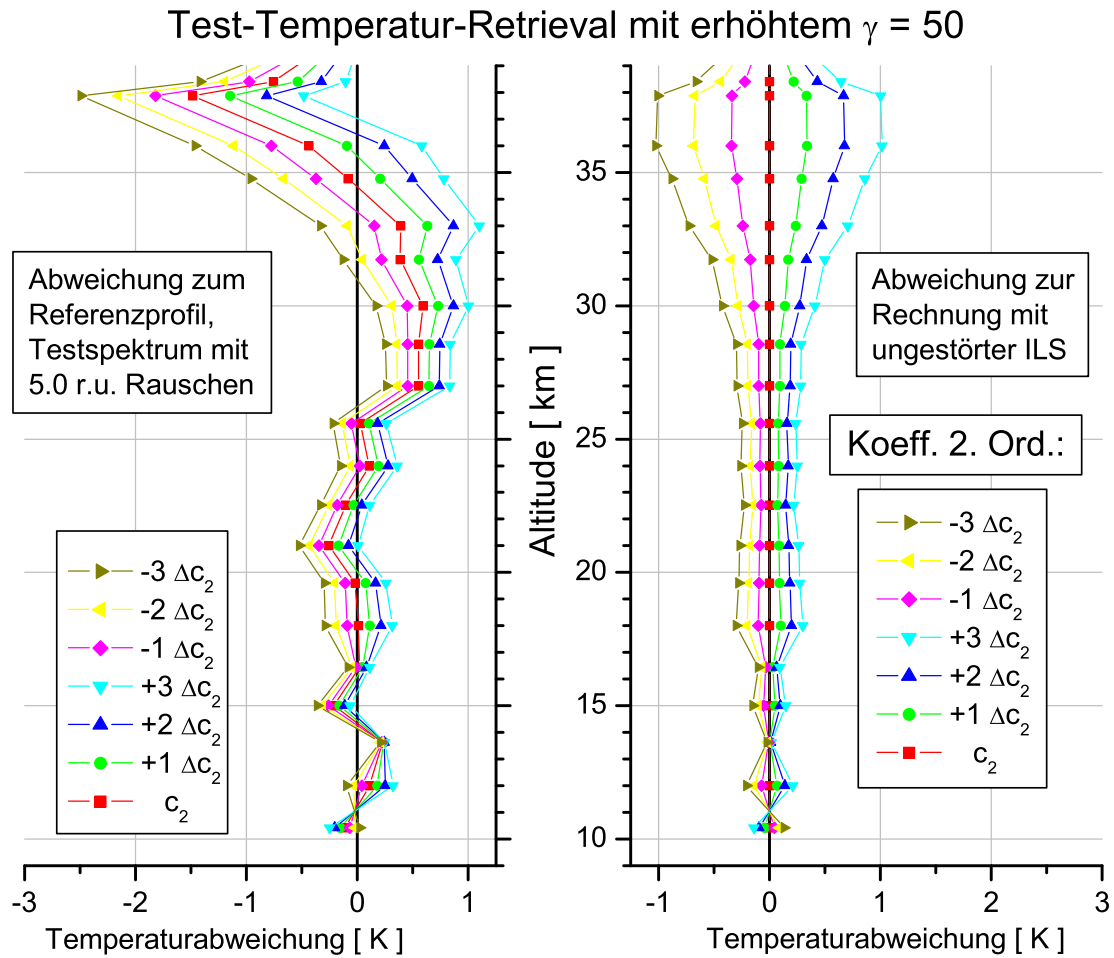 Test-Temperatur-Retrieval mit erhöhtem γ = 50
Abweichung zum
Referenzprofil,
Testspektrum mit
5.0 r.u. Rauschen
-3 Δc₂
-2 Δc₂
-1 Δc₂
+3 Δc₂
+2 Δc₂
+1 Δc₂
c₂
-3
-2
-1
0
1
Temperaturabweichung [ K ]
Altitude [ km ]
35
30
25
20
15
10
Abweichung zur
Rechnung mit
ungestörter ILS
Koeff. 2. Ord.:
-3 Δc₂
-2 Δc₂
-1 Δc₂
+3 Δc₂
+2 Δc₂
+1 Δc₂
c₂
-1
0
1
2
3
Temperaturabweichung [ K ]